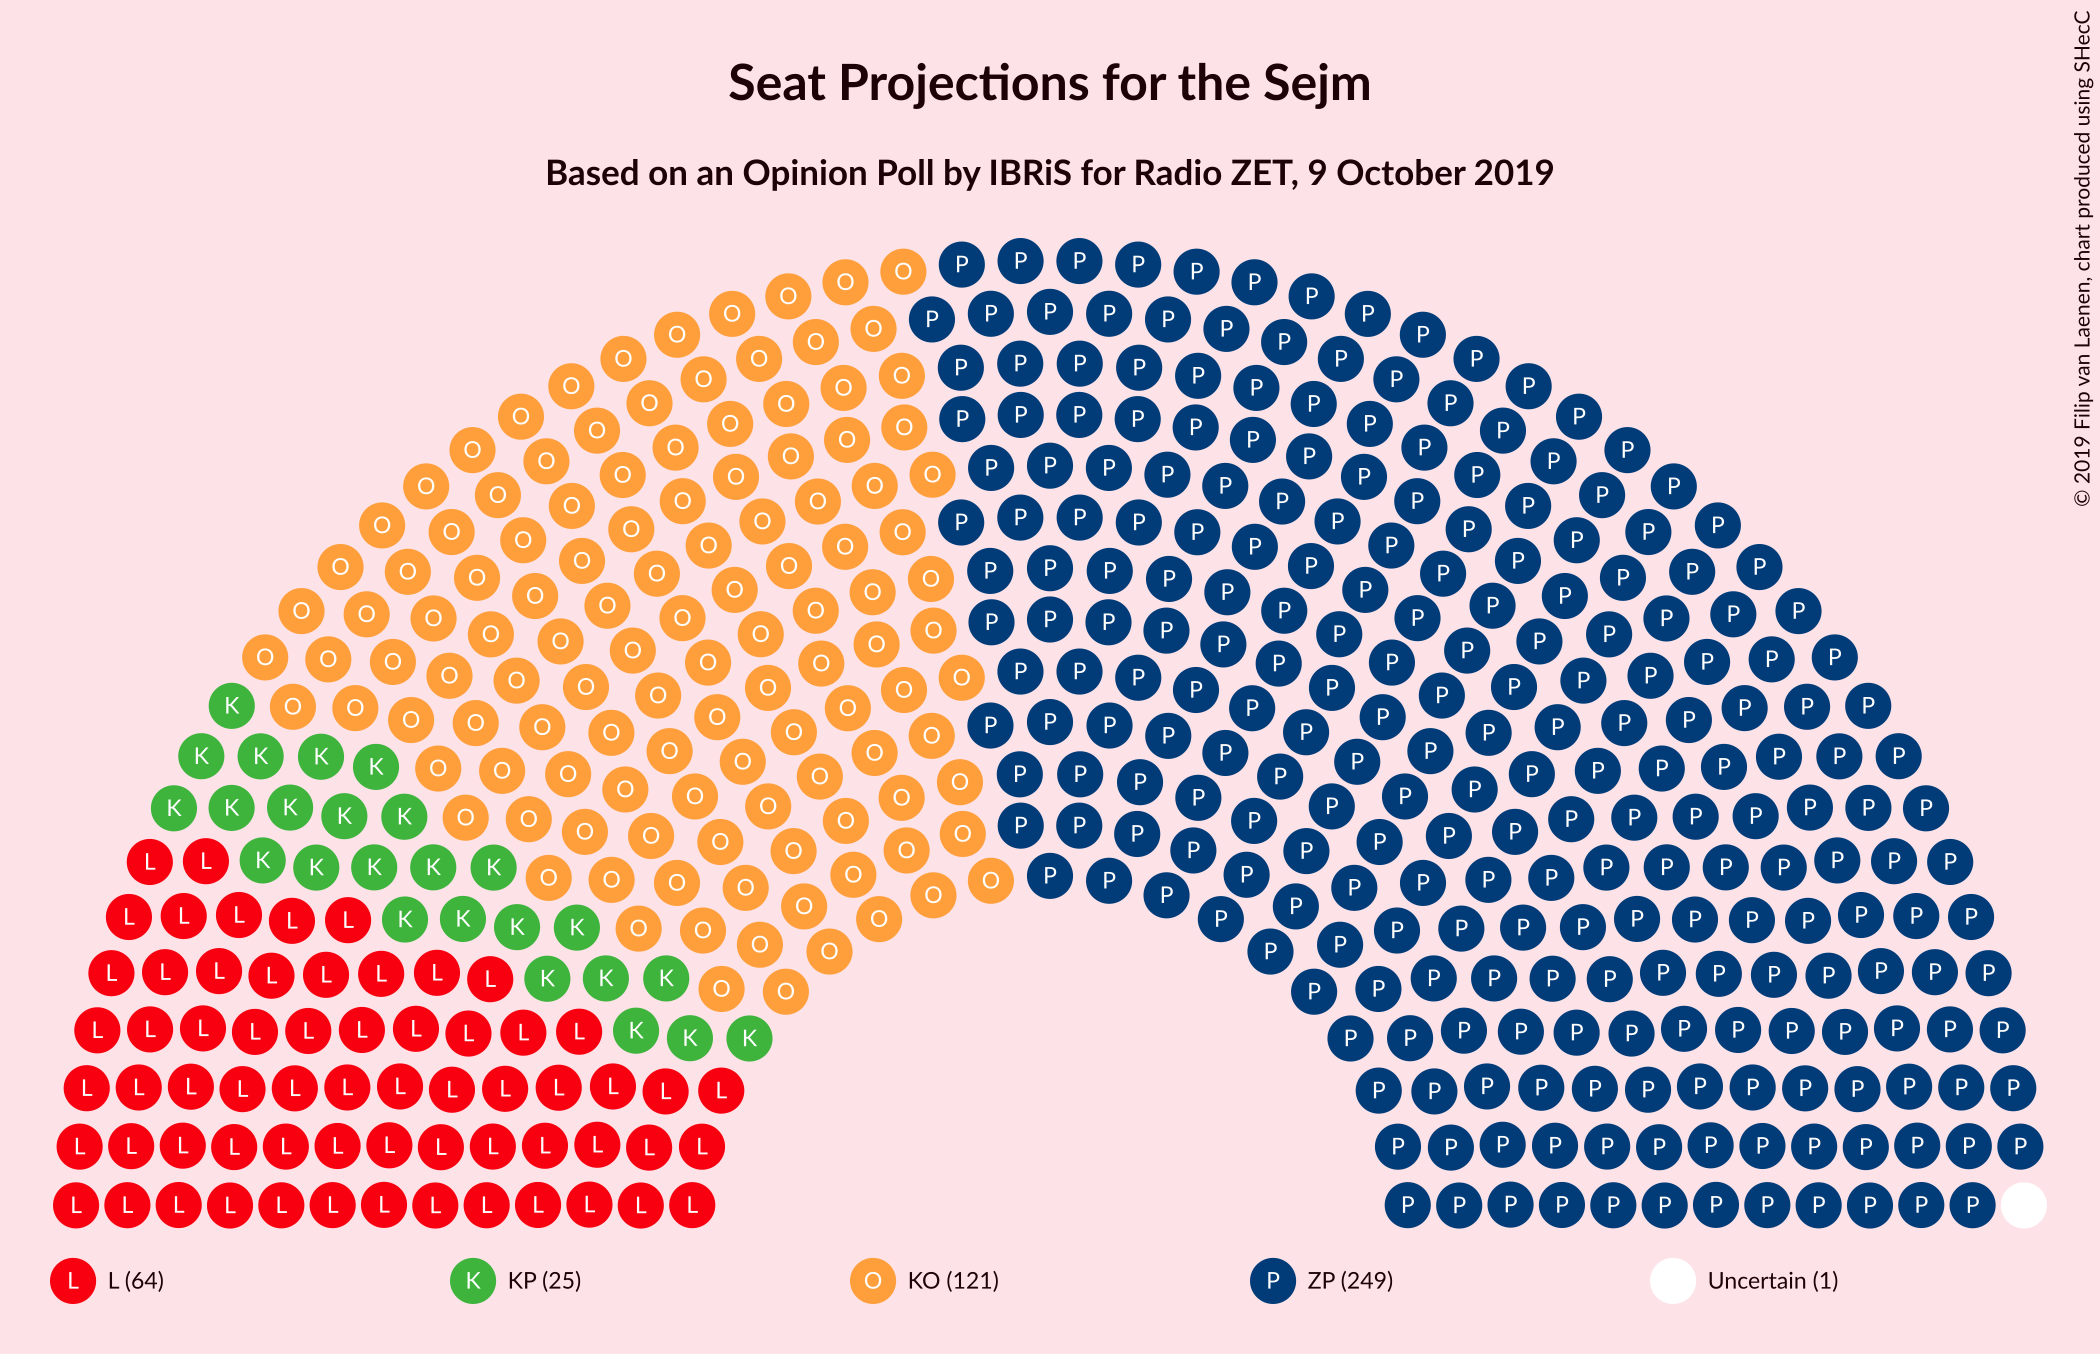 Seat Projections for the Sejm
Based on an Opinion Poll by IBRiS for Radio ZET, 9 October 2019
© 2019 Filip van Laenen, chart produced using SHecC
L L (64)
K KP (25)
O KO (121)
P ZP (249)
Uncertain (1)